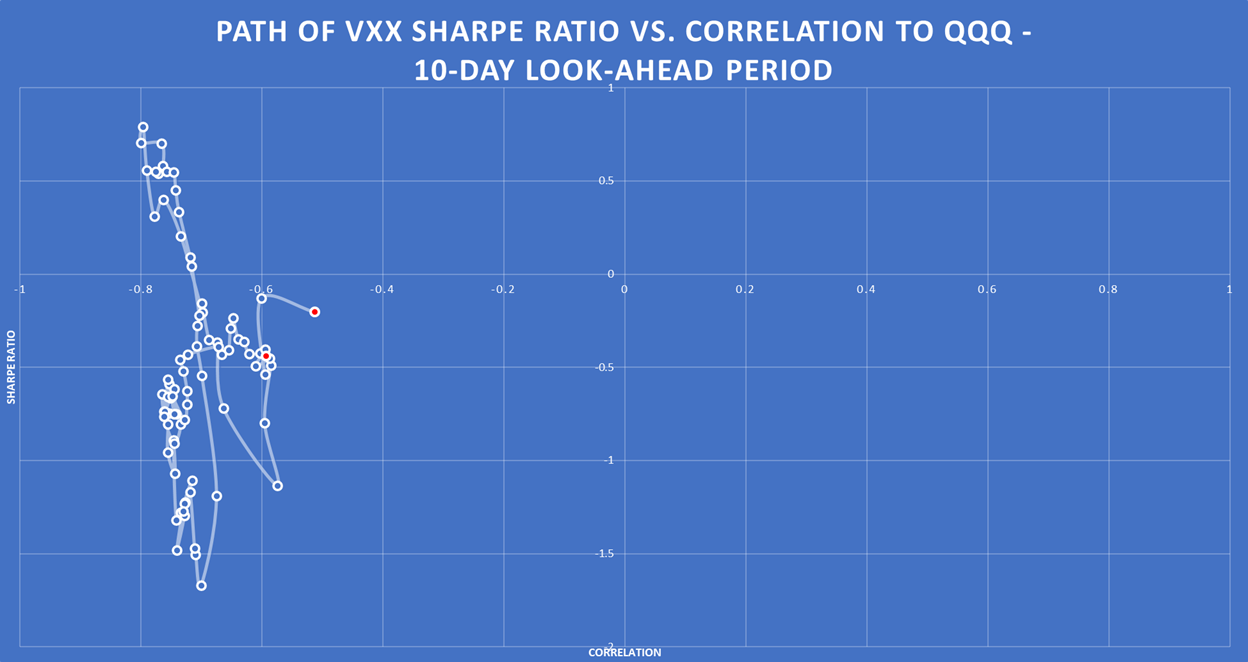 PATH OF VXX SHARPE RATIO VS. CORRELATION TO QQQ -
10-DAY LOOK-AHEAD PERIOD
1
0.5
0
-1 -0.8 -0.6 -0.4 -0.2 0 0.2 0.4 0.6 0.8 1
SHARPE RATIO
-0.5
-1
-1.5
-2
CORRELATION